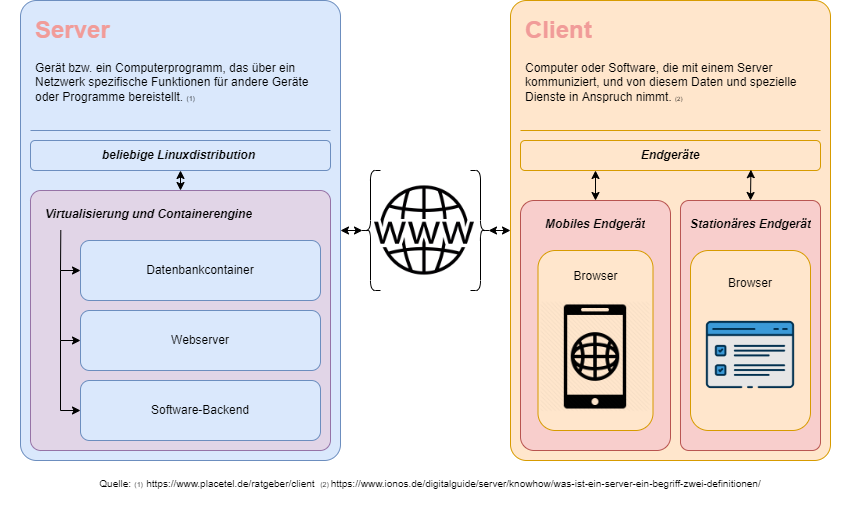 Server
Gerät bzw. ein Computerprogramm, das über ein
Netzwerk spezifische Funktionen für andere Geräte
oder Programme bereistellt. (1)
beliebige Linuxdistribution
Virtualisierung und Containerengine
Datenbankcontainer
Webserver
Software-Backend
WWW
Client
Computer oder Software, die mit einem Server
kommuniziert, und von diesem Daten und spezielle
Dienste in Anspruch nimmt. (2)
Endgeräte
Mobiles Endgerät
Browser
Stationäres Endgerät
Browser
Quelle: (1) https://www.placetel.de/ratgeber/client (2) https://www.ionos.de/digitalguide/server/knowhow/was-ist-ein-server-ein-begriff-zwei-definitionen/